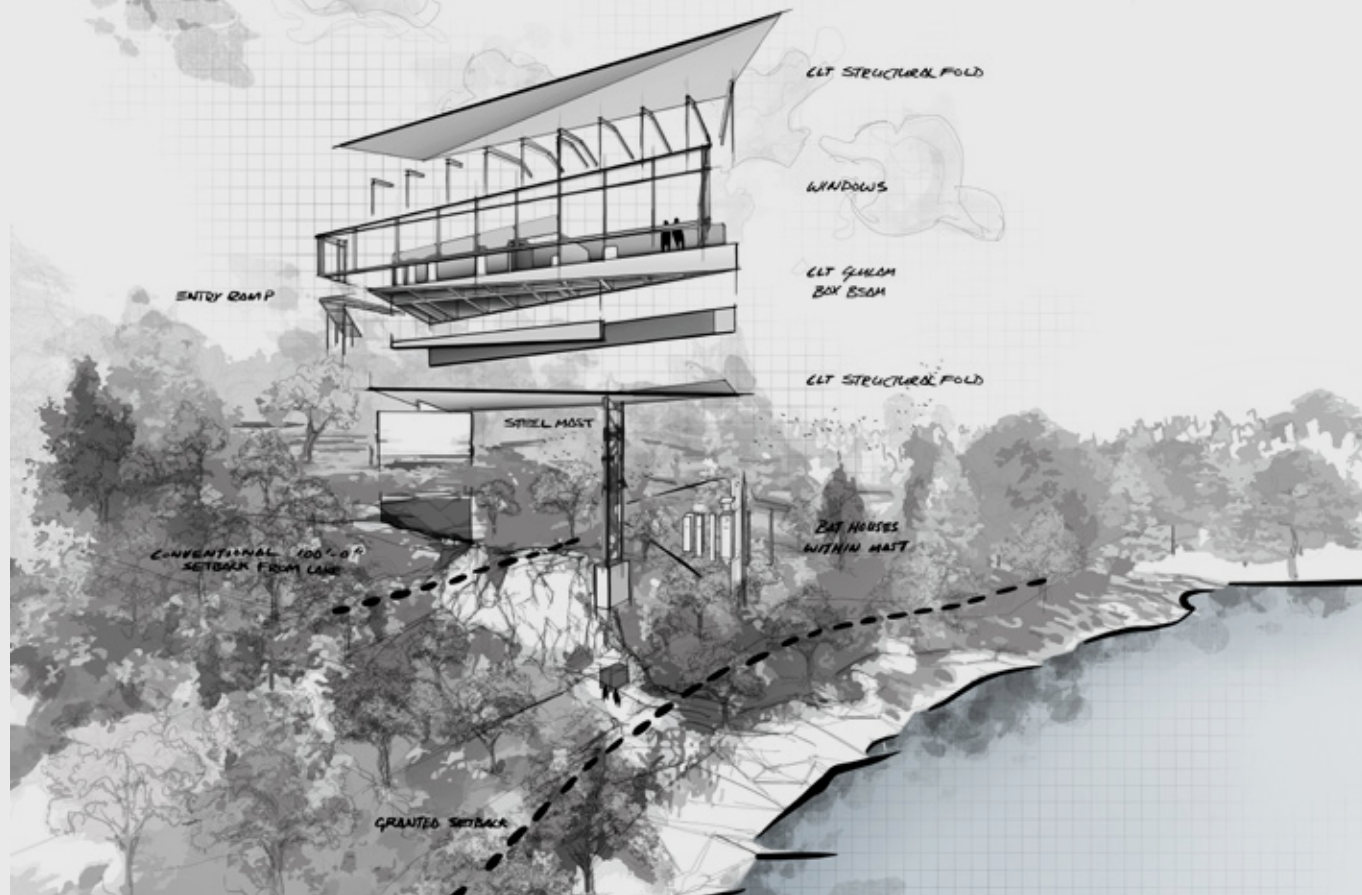 CLT STRUCTURAL FOLD
WINDOWS
CLT GLULAM
BOX BEAM
ENTRY RAMP
CLT STRUCTURAL FOLD
STEEL MAST
BAT HOUSES
WITHIN MAST
CONVENTIONAL 100'-0"
SETBACK FROM LAKE
GRANTED SETBACK